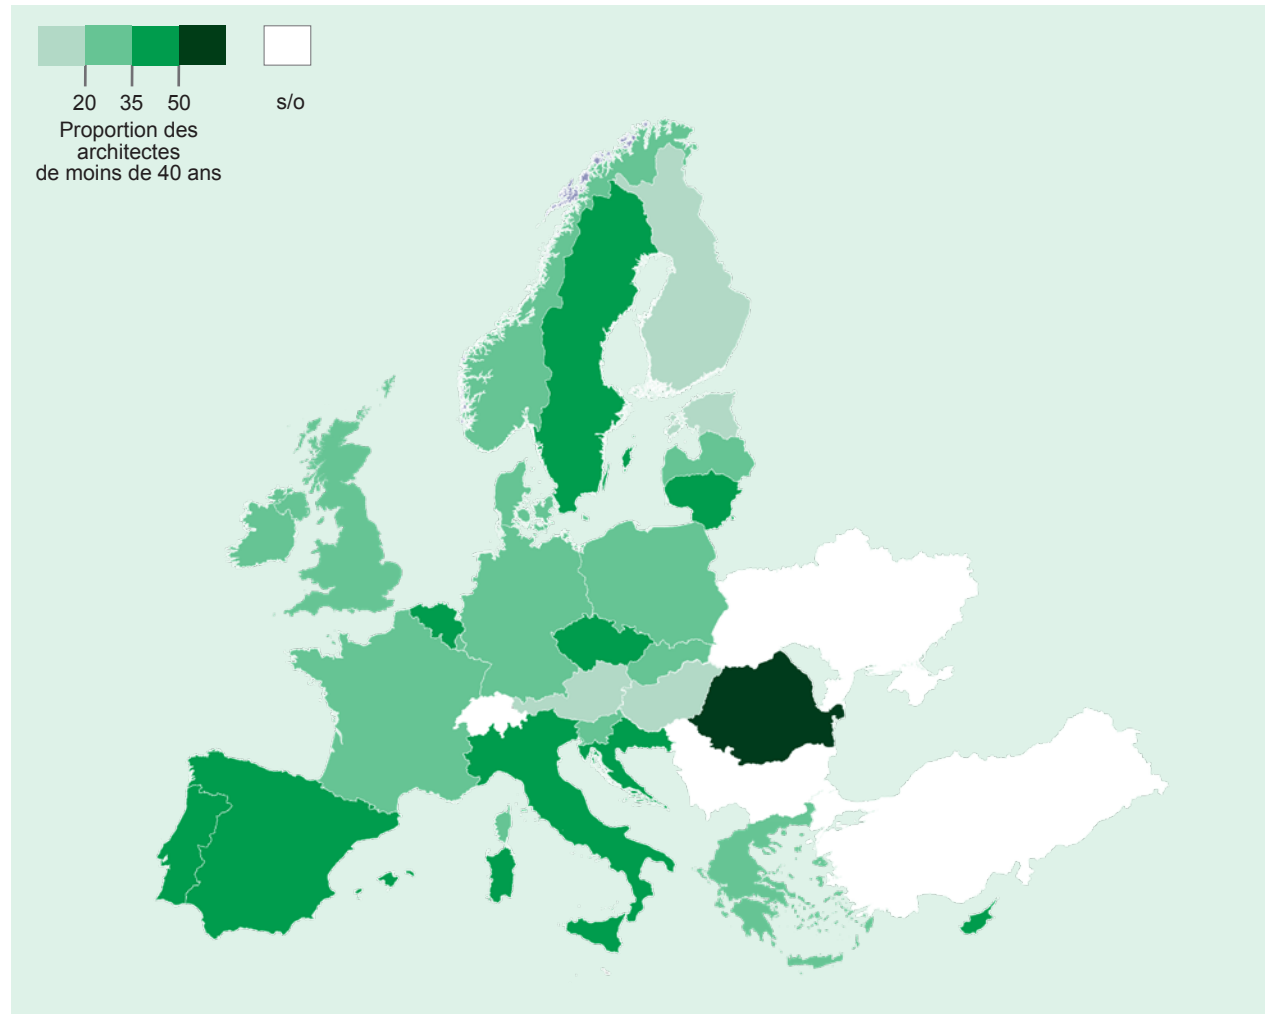 20 35 50
s/o
Proportion des
architectes
de moins de 40 ans